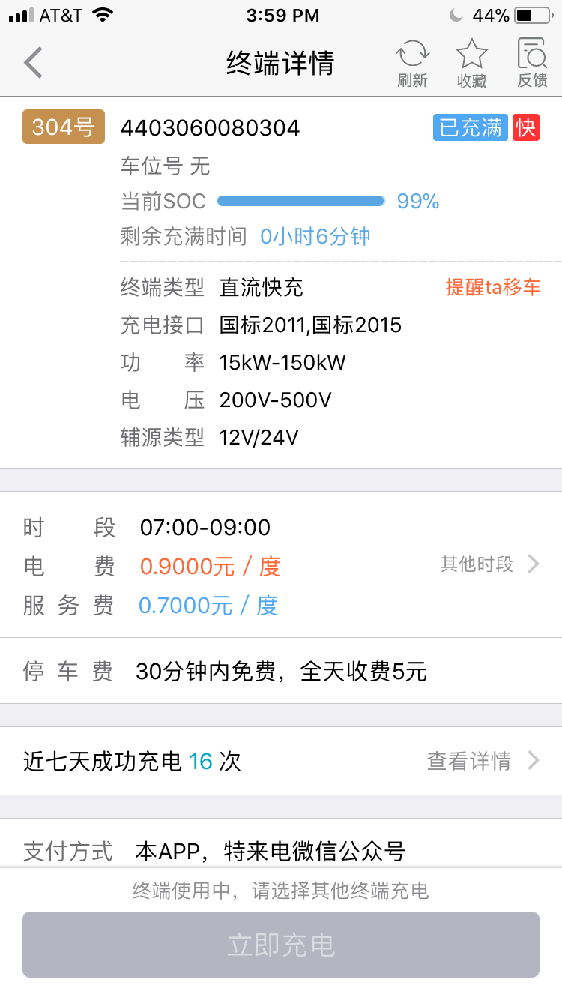 AT&T 3:59 PM 44%
终端详情 刷新 收藏 反馈
304号 4403060080304 已充满 快
车位号 无
当前SOC 99%
剩余充满时间 0小时6分钟
终端类型 直流快充 提醒ta移车
充电接口 国标2011,国标2015
功率 15kW-150kW
电压 200V-500V
辅源类型 12V/24V
时段 07:00-09:00
电费 0.9000元 / 度 其他时段
服务费 0.7000元 / 度
停车费 30分钟内免费，全天收费5元
近七天成功充电 16 次 查看详情
支付方式 本APP，特来电微信公众号
终端使用中，请选择其他终端充电
立即充电